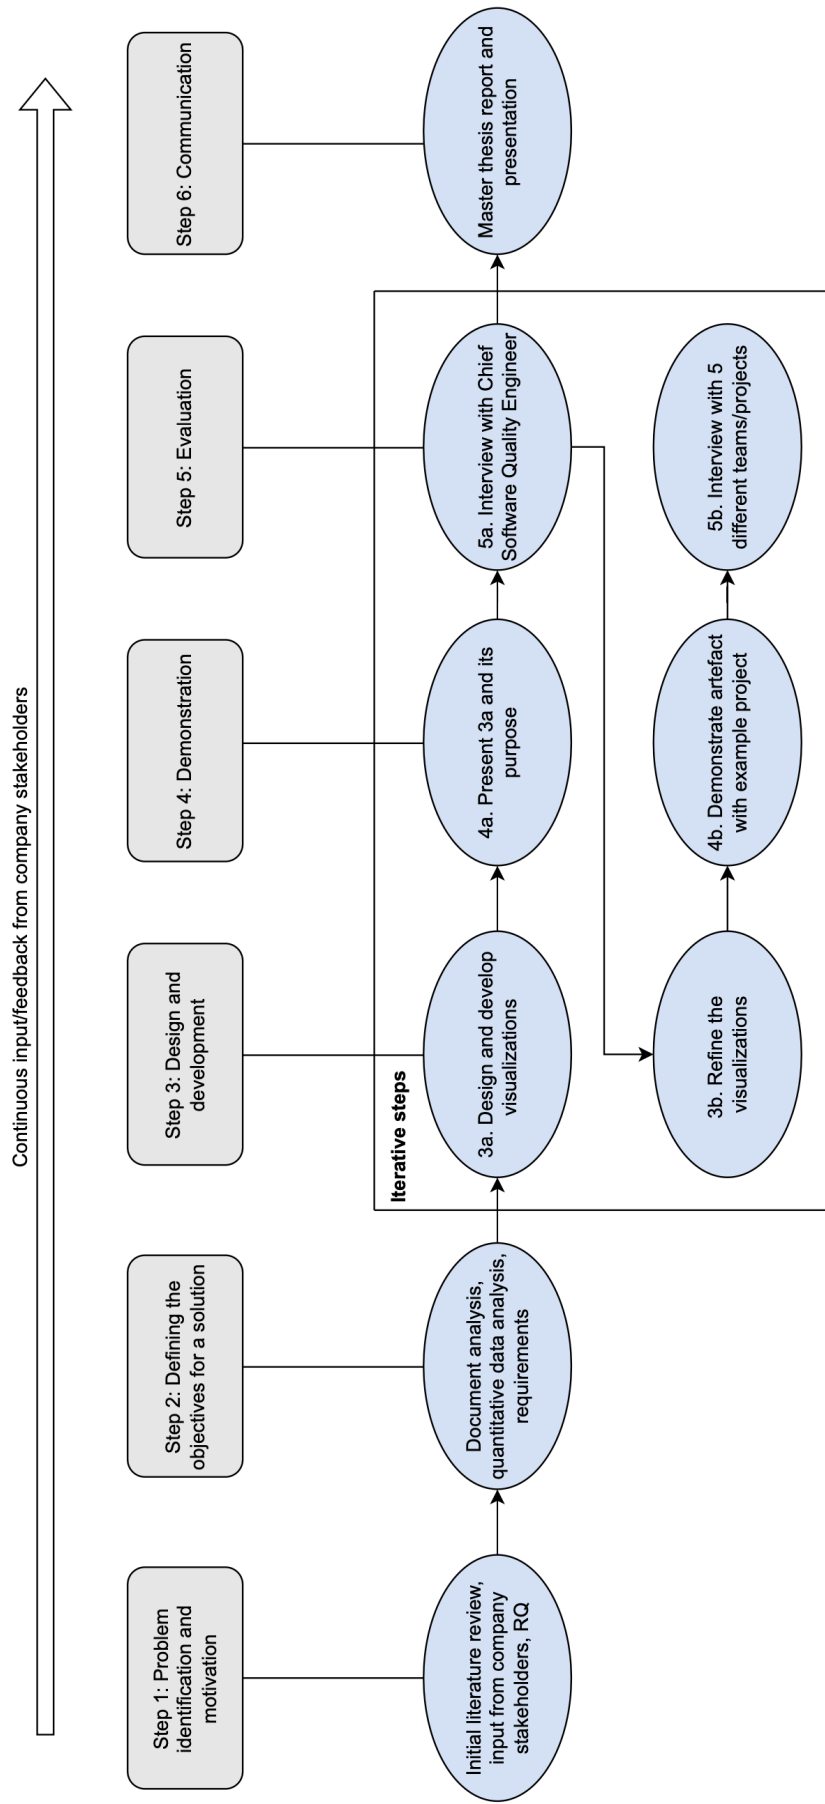 Continuous input/feedback from company stakeholders
Step 1: Problem
identification and
motivation
Step 2: Defining the
objectives for a solution
Step 3: Design and
development
Step 4: Demonstration
Step 5: Evaluation
Step 6: Communication
Iterative steps
Initial literature review,
input from company
stakeholders, RQ
Document analysis,
quantitative data analysis,
requirements
3a. Design and develop
visualizations
4a. Present 3a and its
purpose
5a. Interview with Chief
Software Quality Engineer
Master thesis report and
presentation
3b. Refine the
visualizations
4b. Demonstrate artefact
with example project
5b. Interview with 5
different teams/projects